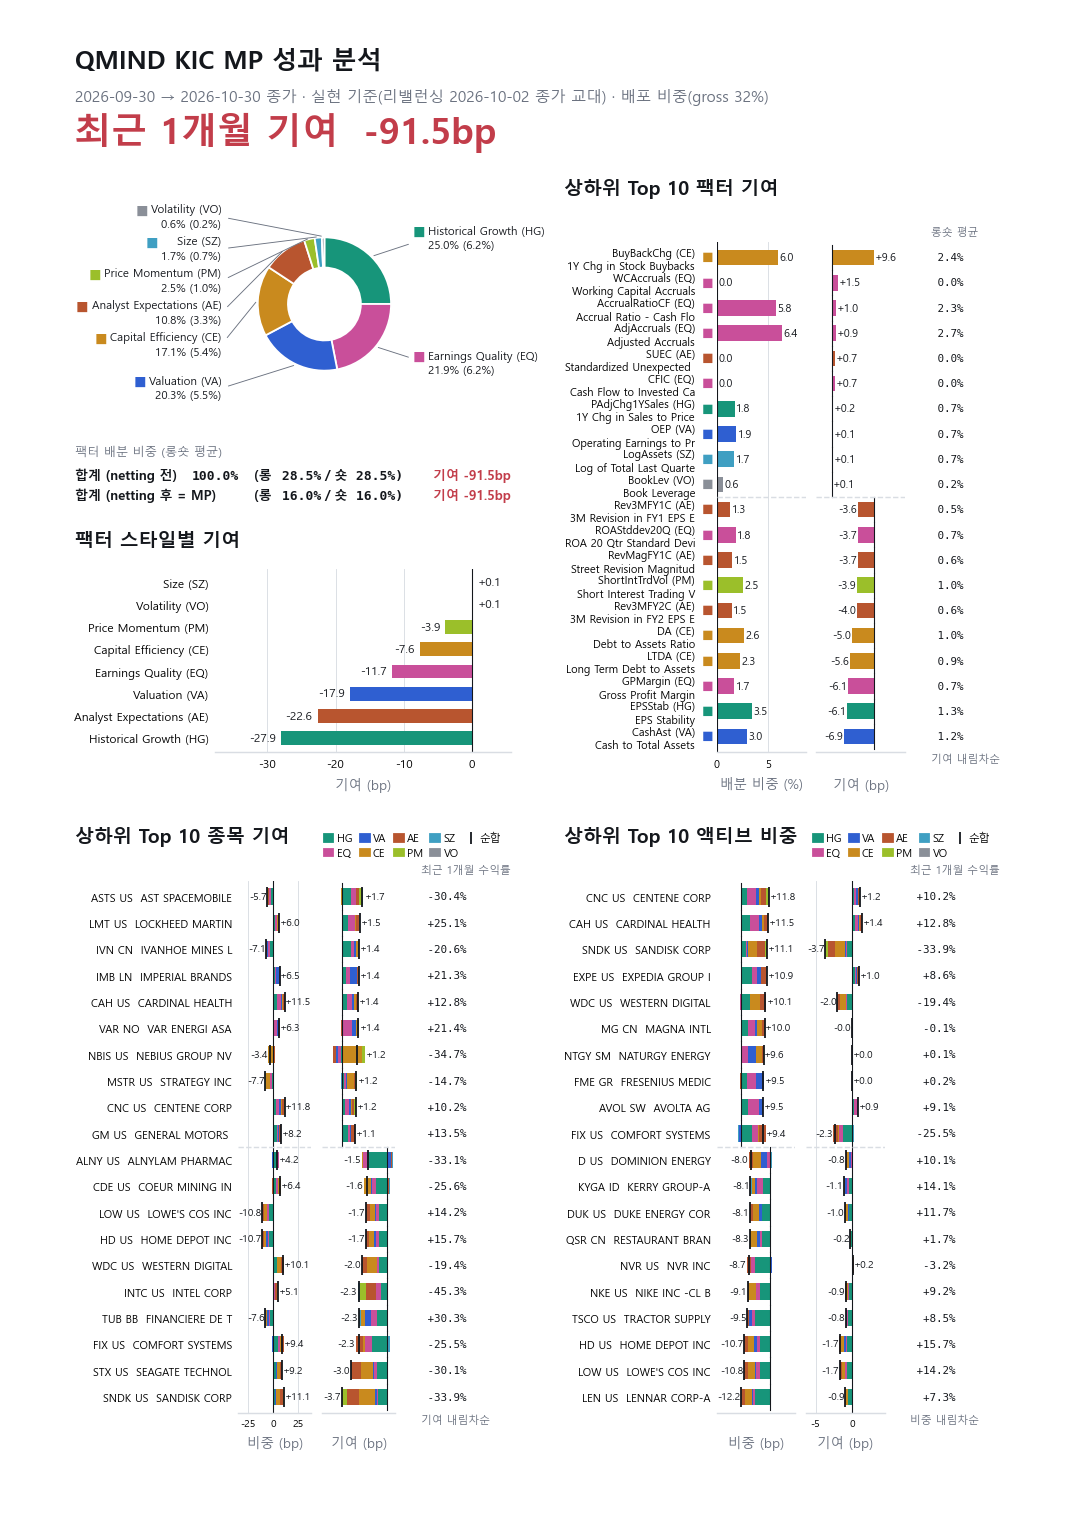 QMIND KIC MP 성과 분석
2026-09-30 → 2026-10-30 종가 · 실현 기준(리밸런싱 2026-10-02 종가 교대) · 배포 비중(gross 32%)
최근 1개월 기여 -91.5bp
Volatility (VO)
0.6% (0.2%)
Size (SZ)
1.7% (0.7%)
Price Momentum (PM)
2.5% (1.0%)
Analyst Expectations (AE)
10.8% (3.3%)
Capital Efficiency (CE)
17.1% (5.4%)
Valuation (VA)
20.3% (5.5%)
Historical Growth (HG)
25.0% (6.2%)
Earnings Quality (EQ)
21.9% (6.2%)
팩터 배분 비중 (롱숏 평균)
합계 (netting 전) 100.0% (롱 28.5% / 숏 28.5%) 기여 -91.5bp
합계 (netting 후 = MP) (롱 16.0% / 숏 16.0%) 기여 -91.5bp
팩터 스타일별 기여
Size (SZ) +0.1
Volatility (VO) +0.1
Price Momentum (PM) -3.9
Capital Efficiency (CE) -7.6
Earnings Quality (EQ) -11.7
Valuation (VA) -17.9
Analyst Expectations (AE) -22.6
Historical Growth (HG) -27.9
-30 -20 -10 0
기여 (bp)
상하위 Top 10 팩터 기여
롱숏 평균
BuyBackChg (CE) 6.0 +9.6 2.4%
1Y Chg in Stock Buybacks
WCAccruals (EQ) 0.0 +1.5 0.0%
Working Capital Accruals
AccrualRatioCF (EQ) 5.8 +1.0 2.3%
Accrual Ratio - Cash Flo
AdjAccruals (EQ) 6.4 +0.9 2.7%
Adjusted Accruals
SUEC (AE) 0.0 +0.7 0.0%
Standardized Unexpected
CFIC (EQ) 0.0 +0.7 0.0%
Cash Flow to Invested Ca
PAdjChg1YSales (HG) 1.8 +0.2 0.7%
1Y Chg in Sales to Price
OEP (VA) 1.9 +0.1 0.7%
Operating Earnings to Pr
LogAssets (SZ) 1.7 +0.1 0.7%
Log of Total Last Quarte
BookLev (VO) 0.6 +0.1 0.2%
Book Leverage
Rev3MFY1C (AE) 1.3 -3.6 0.5%
3M Revision in FY1 EPS E
ROAStddev20Q (EQ) 1.8 -3.7 0.7%
ROA 20 Qtr Standard Devi
RevMagFY1C (AE) 1.5 -3.7 0.6%
Street Revision Magnitud
ShortIntTrdVol (PM) 2.5 -3.9 1.0%
Short Interest Trading V
Rev3MFY2C (AE) 1.5 -4.0 0.6%
3M Revision in FY2 EPS E
DA (CE) 2.6 -5.0 1.0%
Debt to Assets Ratio
LTDA (CE) 2.3 -5.6 0.9%
Long Term Debt to Assets
GPMargin (EQ) 1.7 -6.1 0.7%
Gross Profit Margin
EPSStab (HG) 3.5 -6.1 1.3%
EPS Stability
CashAst (VA) 3.0 -6.9 1.2%
Cash to Total Assets
기여 내림차순
0 5
배분 비중 (%) 기여 (bp)
상하위 Top 10 종목 기여
HG VA AE SZ 순합
EQ CE PM VO
최근 1개월 수익률
ASTS US AST SPACEMOBILE -5.7 +1.7 -30.4%
LMT US LOCKHEED MARTIN +6.0 +1.5 +25.1%
IVN CN IVANHOE MINES L -7.1 +1.4 -20.6%
IMB LN IMPERIAL BRANDS +6.5 +1.4 +21.3%
CAH US CARDINAL HEALTH +11.5 +1.4 +12.8%
VAR NO VAR ENERGI ASA +6.3 +1.4 +21.4%
NBIS US NEBIUS GROUP NV -3.4 +1.2 -34.7%
MSTR US STRATEGY INC -7.7 +1.2 -14.7%
CNC US CENTENE CORP +11.8 +1.2 +10.2%
GM US GENERAL MOTORS +8.2 +1.1 +13.5%
ALNY US ALNYLAM PHARMAC +4.2 -1.5 -33.1%
CDE US COEUR MINING IN +6.4 -1.6 -25.6%
LOW US LOWE'S COS INC -10.8 -1.7 +14.2%
HD US HOME DEPOT INC -10.7 -1.7 +15.7%
WDC US WESTERN DIGITAL +10.1 -2.0 -19.4%
INTC US INTEL CORP +5.1 -2.3 -45.3%
TUB BB FINANCIERE DE T -7.6 -2.3 +30.3%
FIX US COMFORT SYSTEMS +9.4 -2.3 -25.5%
STX US SEAGATE TECHNOL +9.2 -3.0 -30.1%
SNDK US SANDISK CORP +11.1 -3.7 -33.9%
기여 내림차순
-25 0 25
비중 (bp) 기여 (bp)
상하위 Top 10 액티브 비중
HG VA AE SZ 순합
EQ CE PM VO
최근 1개월 수익률
CNC US CENTENE CORP +11.8 +1.2 +10.2%
CAH US CARDINAL HEALTH +11.5 +1.4 +12.8%
SNDK US SANDISK CORP +11.1 -3.7 -33.9%
EXPE US EXPEDIA GROUP I +10.9 +1.0 +8.6%
WDC US WESTERN DIGITAL +10.1 -2.0 -19.4%
MG CN MAGNA INTL +10.0 -0.0 -0.1%
NTGY SM NATURGY ENERGY +9.6 +0.0 +0.1%
FME GR FRESENIUS MEDIC +9.5 +0.0 +0.2%
AVOL SW AVOLTA AG +9.5 +0.9 +9.1%
FIX US COMFORT SYSTEMS +9.4 -2.3 -25.5%
D US DOMINION ENERGY -8.0 -0.8 +10.1%
KYGA ID KERRY GROUP-A -8.1 -1.1 +14.1%
DUK US DUKE ENERGY COR -8.1 -1.0 +11.7%
QSR CN RESTAURANT BRAN -8.3 -0.2 +1.7%
NVR US NVR INC -8.7 +0.2 -3.2%
NKE US NIKE INC -CL B -9.1 -0.9 +9.2%
TSCO US TRACTOR SUPPLY -9.5 -0.8 +8.5%
HD US HOME DEPOT INC -10.7 -1.7 +15.7%
LOW US LOWE'S COS INC -10.8 -1.7 +14.2%
LEN US LENNAR CORP-A -12.2 -0.9 +7.3%
비중 내림차순
-5 0
비중 (bp) 기여 (bp)